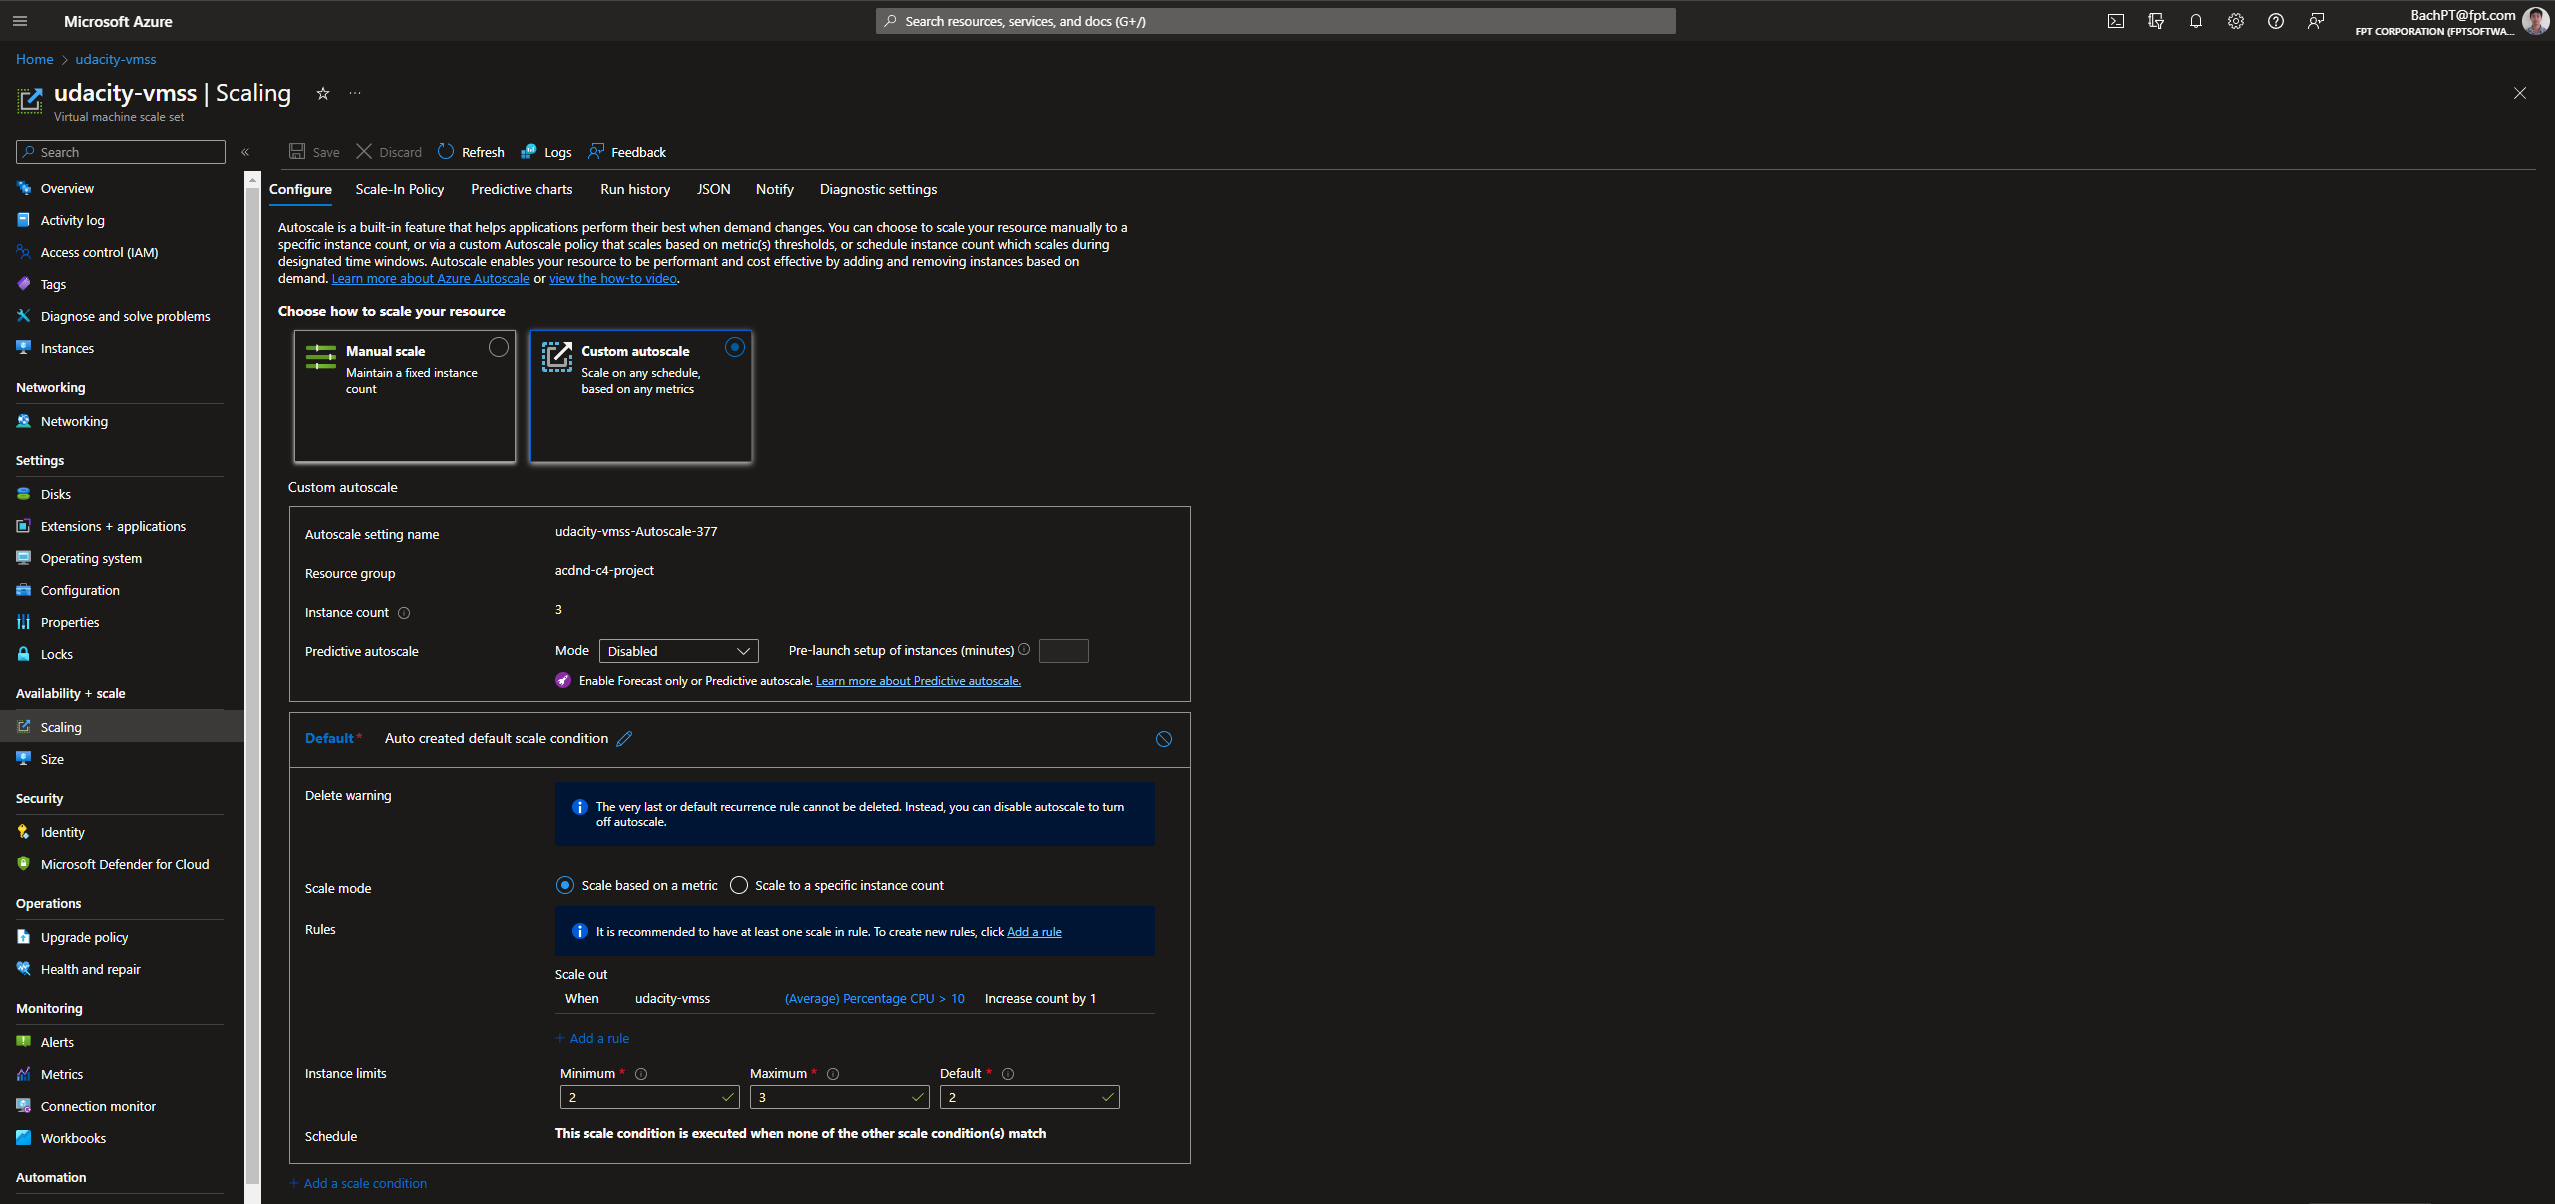 Microsoft Azure
Search resources, services, and docs (G+/)
BachPT@fpt.com
FPT CORPORATION (FPTSOFTWA...
Home > udacity-vmss
udacity-vmss | Scaling
...
Virtual machine scale set
Search
«
Save
Discard
Refresh
Logs
Feedback
Overview
Activity log
Access control (IAM)
Tags
Diagnose and solve problems
Instances
Networking
Networking
Settings
Disks
Extensions + applications
Operating system
Configuration
Properties
Locks
Availability + scale
Scaling
Size
Security
Identity
Microsoft Defender for Cloud
Operations
Upgrade policy
Health and repair
Monitoring
Alerts
Metrics
Connection monitor
Workbooks
Automation
Configure
Scale-In Policy
Predictive charts
Run history
JSON
Notify
Diagnostic settings
Autoscale is a built-in feature that helps applications perform their best when demand changes. You can choose to scale your resource manually to a
specific instance count, or via a custom Autoscale policy that scales based on metric(s) thresholds, or schedule instance count which scales during
designated time windows. Autoscale enables your resource to be performant and cost effective by adding and removing instances based on
demand. Learn more about Azure Autoscale or view the how-to video.
Choose how to scale your resource
Manual scale
Maintain a fixed instance
count
Custom autoscale
Scale on any schedule,
based on any metrics
Custom autoscale
Autoscale setting name
udacity-vmss-Autoscale-377
Resource group
acdnd-c4-project
Instance count
3
Predictive autoscale
Mode
Disabled
Pre-launch setup of instances (minutes)
Enable Forecast only or Predictive autoscale. Learn more about Predictive autoscale.
Default*
Auto created default scale condition
Delete warning
The very last or default recurrence rule cannot be deleted. Instead, you can disable autoscale to turn
off autoscale.
Scale mode
Scale based on a metric
Scale to a specific instance count
Rules
It is recommended to have at least one scale in rule. To create new rules, click Add a rule
Scale out
When
udacity-vmss
(Average) Percentage CPU > 10
Increase count by 1
+ Add a rule
Instance limits
Minimum *
Maximum *
Default *
2
3
2
Schedule
This scale condition is executed when none of the other scale condition(s) match
+ Add a scale condition